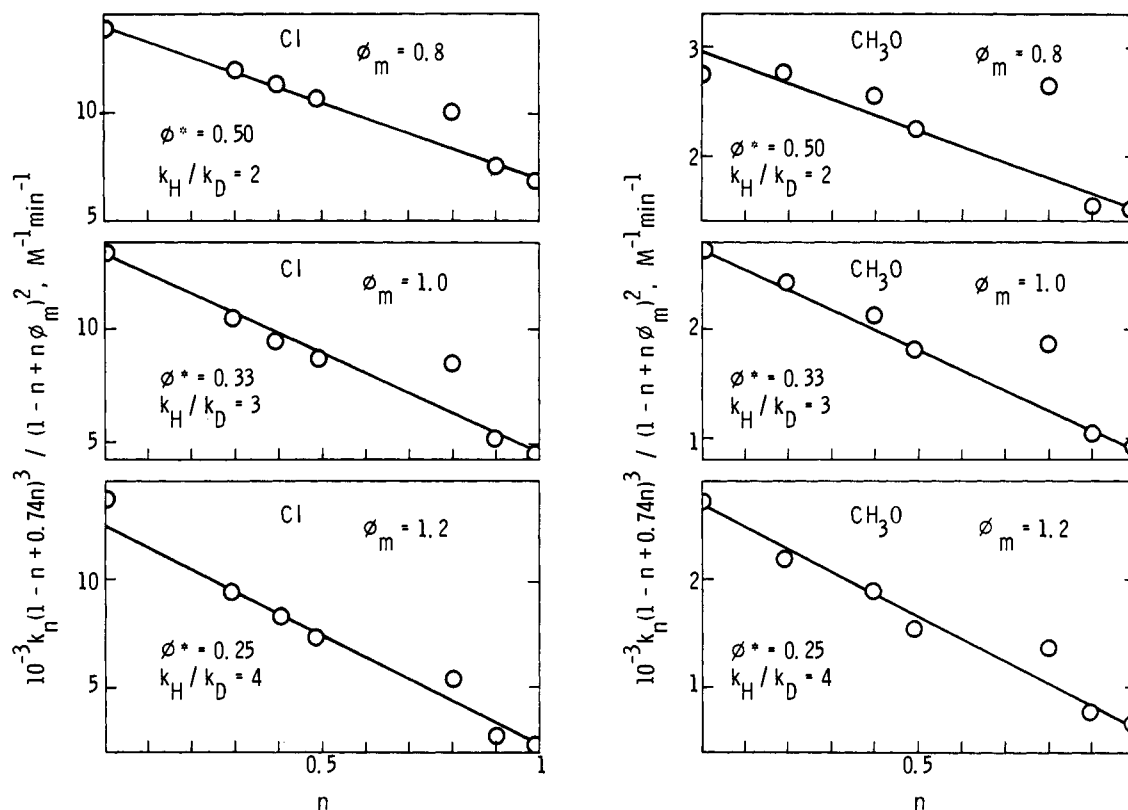 Cl
ϕm = 0.8
10
ϕ* = 0.50
kH / kD = 2
5
Cl
ϕm = 1.0
10
ϕ* = 0.33
kH / kD = 3
5
Cl
ϕm = 1.2
10
ϕ* = 0.25
kH / kD = 4
5
0.5
1
n
10⁻³kn(1 - n + 0.74n)³ / (1 - n + nϕm)², M⁻¹min⁻¹
CH₃O
ϕm = 0.8
3
2
ϕ* = 0.50
kH / kD = 2
CH₃O
ϕm = 1.0
2
1
ϕ* = 0.33
kH / kD = 3
CH₃O
ϕm = 1.2
2
1
ϕ* = 0.25
kH / kD = 4
0.5
n
10⁻³kn(1 - n + 0.74n)³ / (1 - n + nϕm)², M⁻¹min⁻¹